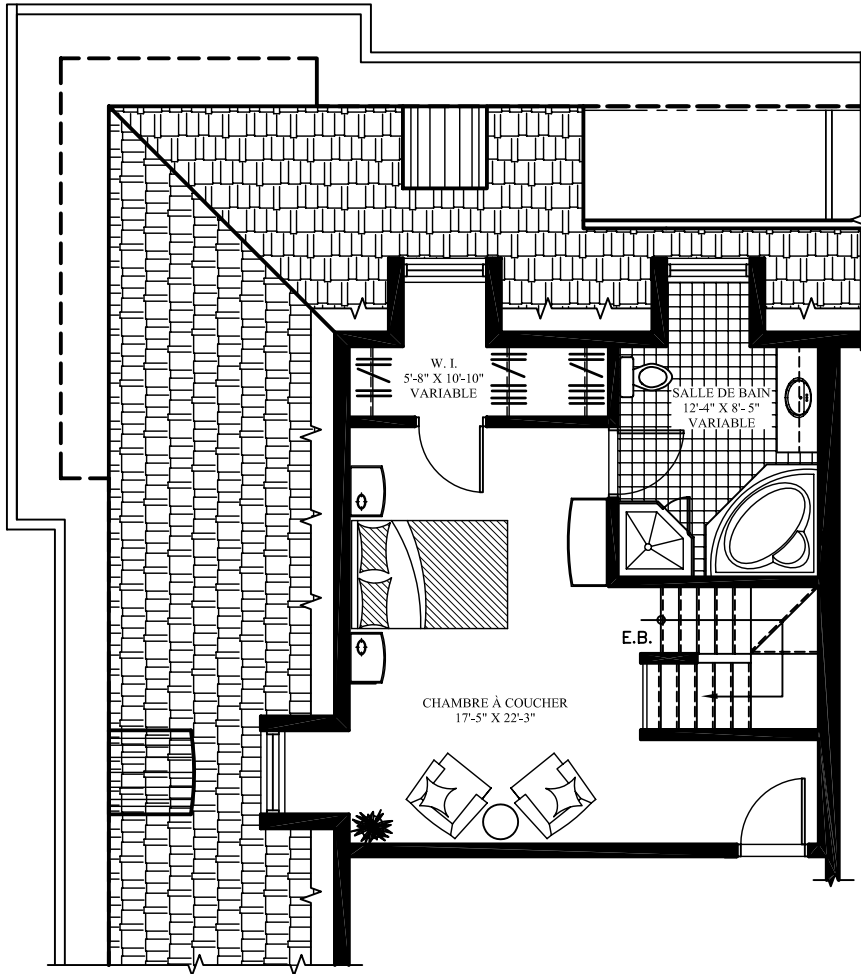 W. I.
5'-8" X 10'-10"
VARIABLE
SALLE DE BAIN
12'-4" X 8'- 5"
VARIABLE
E.B.
CHAMBRE À COUCHER
17'-5" X 22'-3"